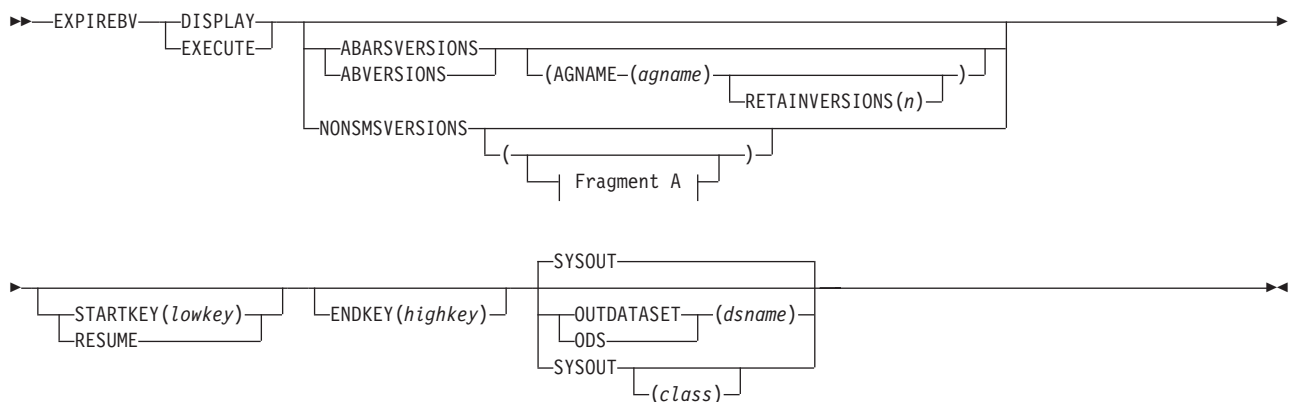 EXPIREBV DISPLAY
EXECUTE
ABARSVERSIONS
ABVERSIONS
(AGNAME (agname) )
RETAINVERSIONS(n)
NONSMSVERSIONS
( )
Fragment A
STARTKEY(lowkey)
RESUME
ENDKEY(highkey)
SYSOUT
OUTDATASET (dsname)
ODS
SYSOUT
(class)